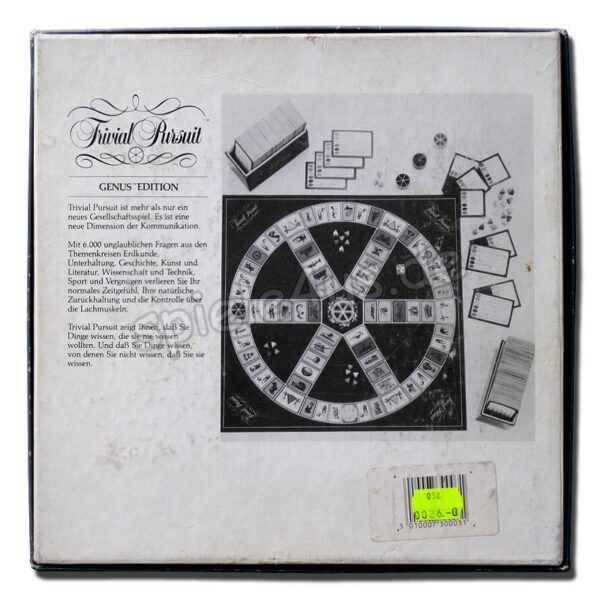 Trivial Pursuit
GENUS™ EDITION
Trivial Pursuit ist mehr als nur ein
neues Gesellschaftsspiel. Es ist eine
neue Dimension der Kommunikation.
Mit 6.000 unglaublichen Fragen aus den
Themenkreisen Erdkunde,
Unterhaltung, Geschichte, Kunst und
Literatur, Wissenschaft und Technik,
Sport und Vergnügen verlieren Sie Ihr
normales Zeitgefühl, Ihre natürliche
Zurückhaltung und die Kontrolle über
die Lachmuskeln.
Trivial Pursuit zeigt Ihnen, daß Sie
Dinge wissen, die Sie nie wissen
wollten. Und daß Sie Dinge wissen,
von denen Sie nicht wissen, daß Sie sie
wissen.
032
0026.-0
3 010007 300033